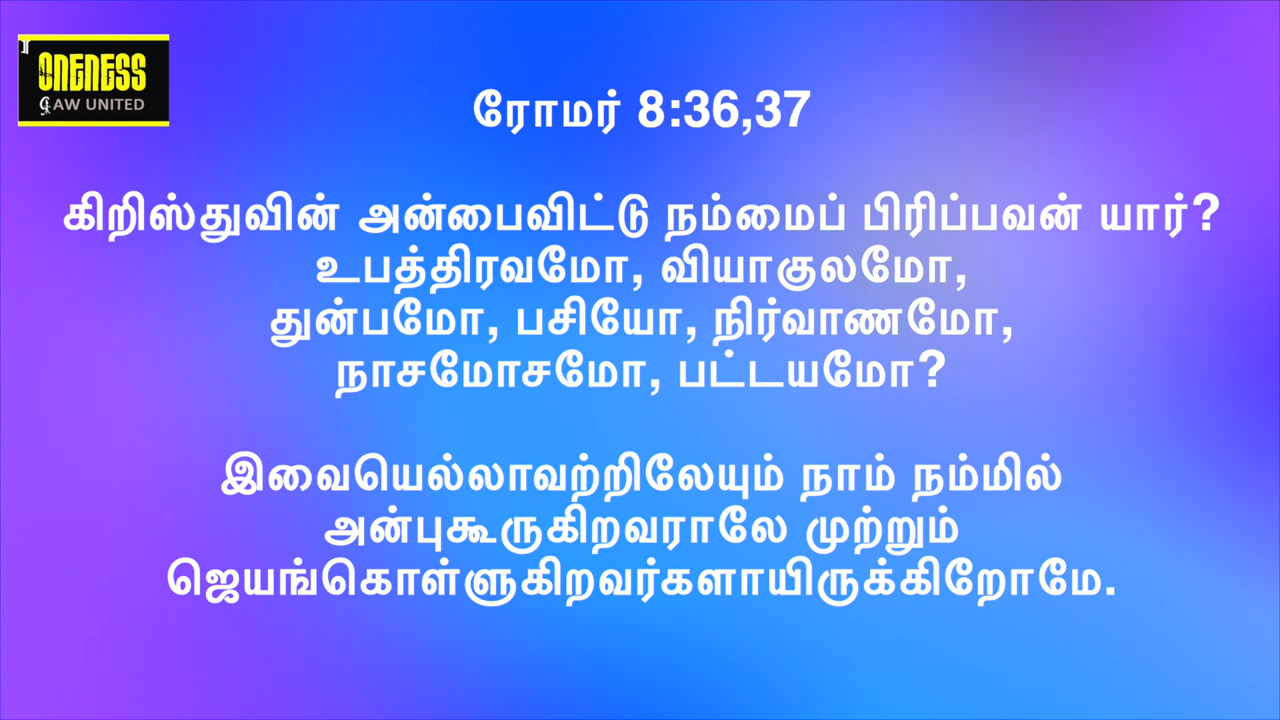 ONENESS
LAW UNITED
ரோமர் 8:36,37
கிறிஸ்துவின் அன்பைவிட்டு நம்மைப் பிரிப்பவன் யார்?
உபத்திரவமோ, வியாகுலமோ,
துன்பமோ, பசியோ, நிர்வாணமோ,
நாசமோசமோ, பட்டயமோ?
இவையெல்லாவற்றிலேயும் நாம் நம்மில்
அன்புகூருகிறவராலே முற்றும்
ஜெயங்கொள்ளுகிறவர்களாயிருக்கிறோமே.